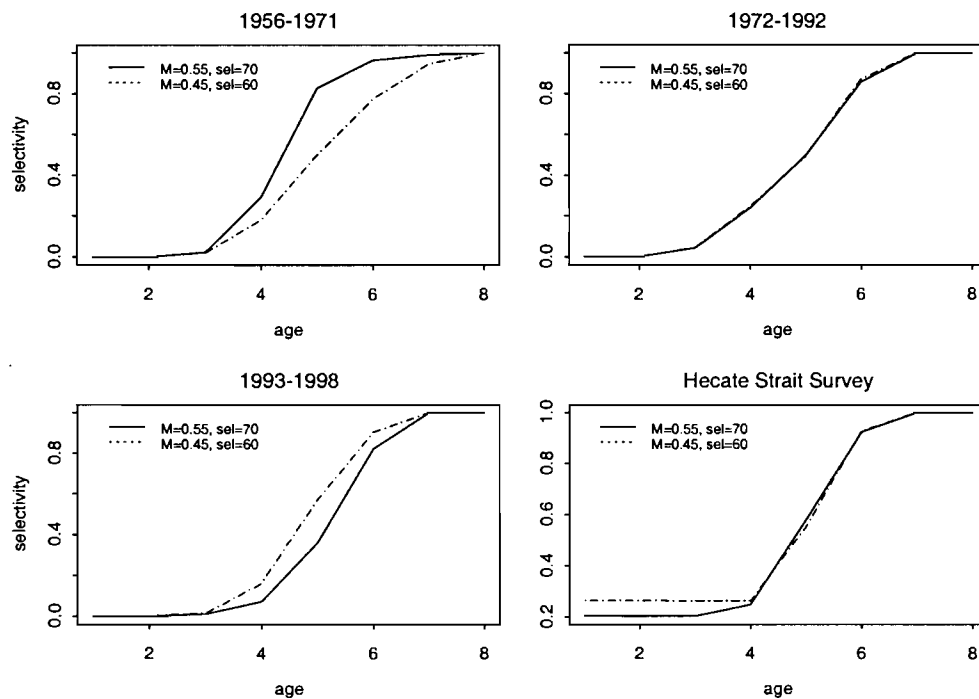 1956-1971
M=0.55, sel=70
M=0.45, sel=60
selectivity
0.0 0.4 0.8
2 4 6 8
age
1972-1992
M=0.55, sel=70
M=0.45, sel=60
0.0 0.4 0.8
2 4 6 8
age
1993-1998
M=0.55, sel=70
M=0.45, sel=60
selectivity
0.0 0.4 0.8
2 4 6 8
age
Hecate Strait Survey
M=0.55, sel=70
M=0.45, sel=60
0.2 0.4 0.6 0.8 1.0
2 4 6 8
age